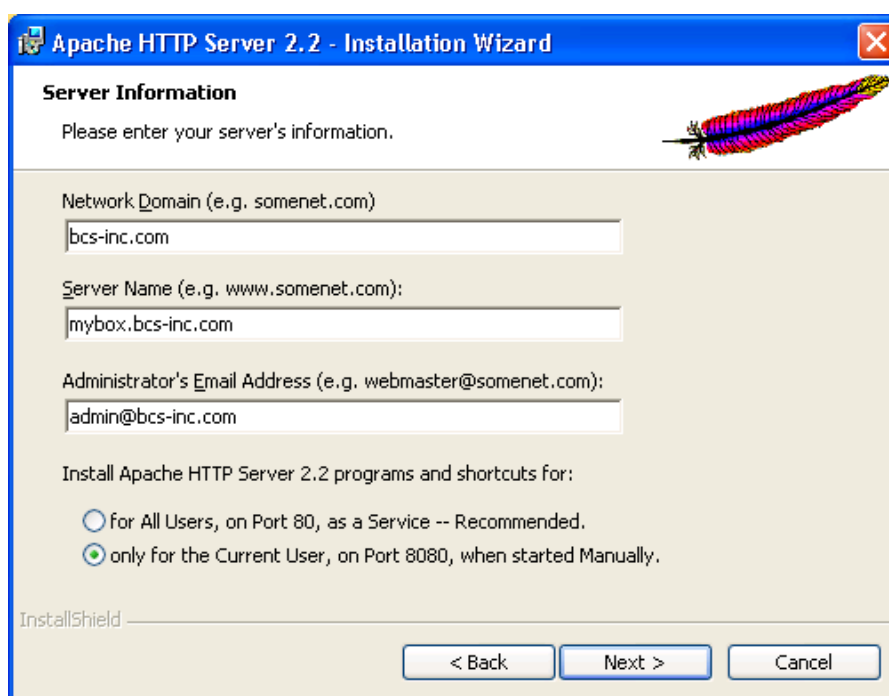 Apache HTTP Server 2.2 - Installation Wizard
Server Information
Please enter your server's information.
Network Domain (e.g. somenet.com)
bcs-inc.com
Server Name (e.g. www.somenet.com):
mybox.bcs-inc.com
Administrator's Email Address (e.g. webmaster@somenet.com):
admin@bcs-inc.com
Install Apache HTTP Server 2.2 programs and shortcuts for:
for All Users, on Port 80, as a Service -- Recommended.
only for the Current User, on Port 8080, when started Manually.
InstallShield
< Back
Next >
Cancel